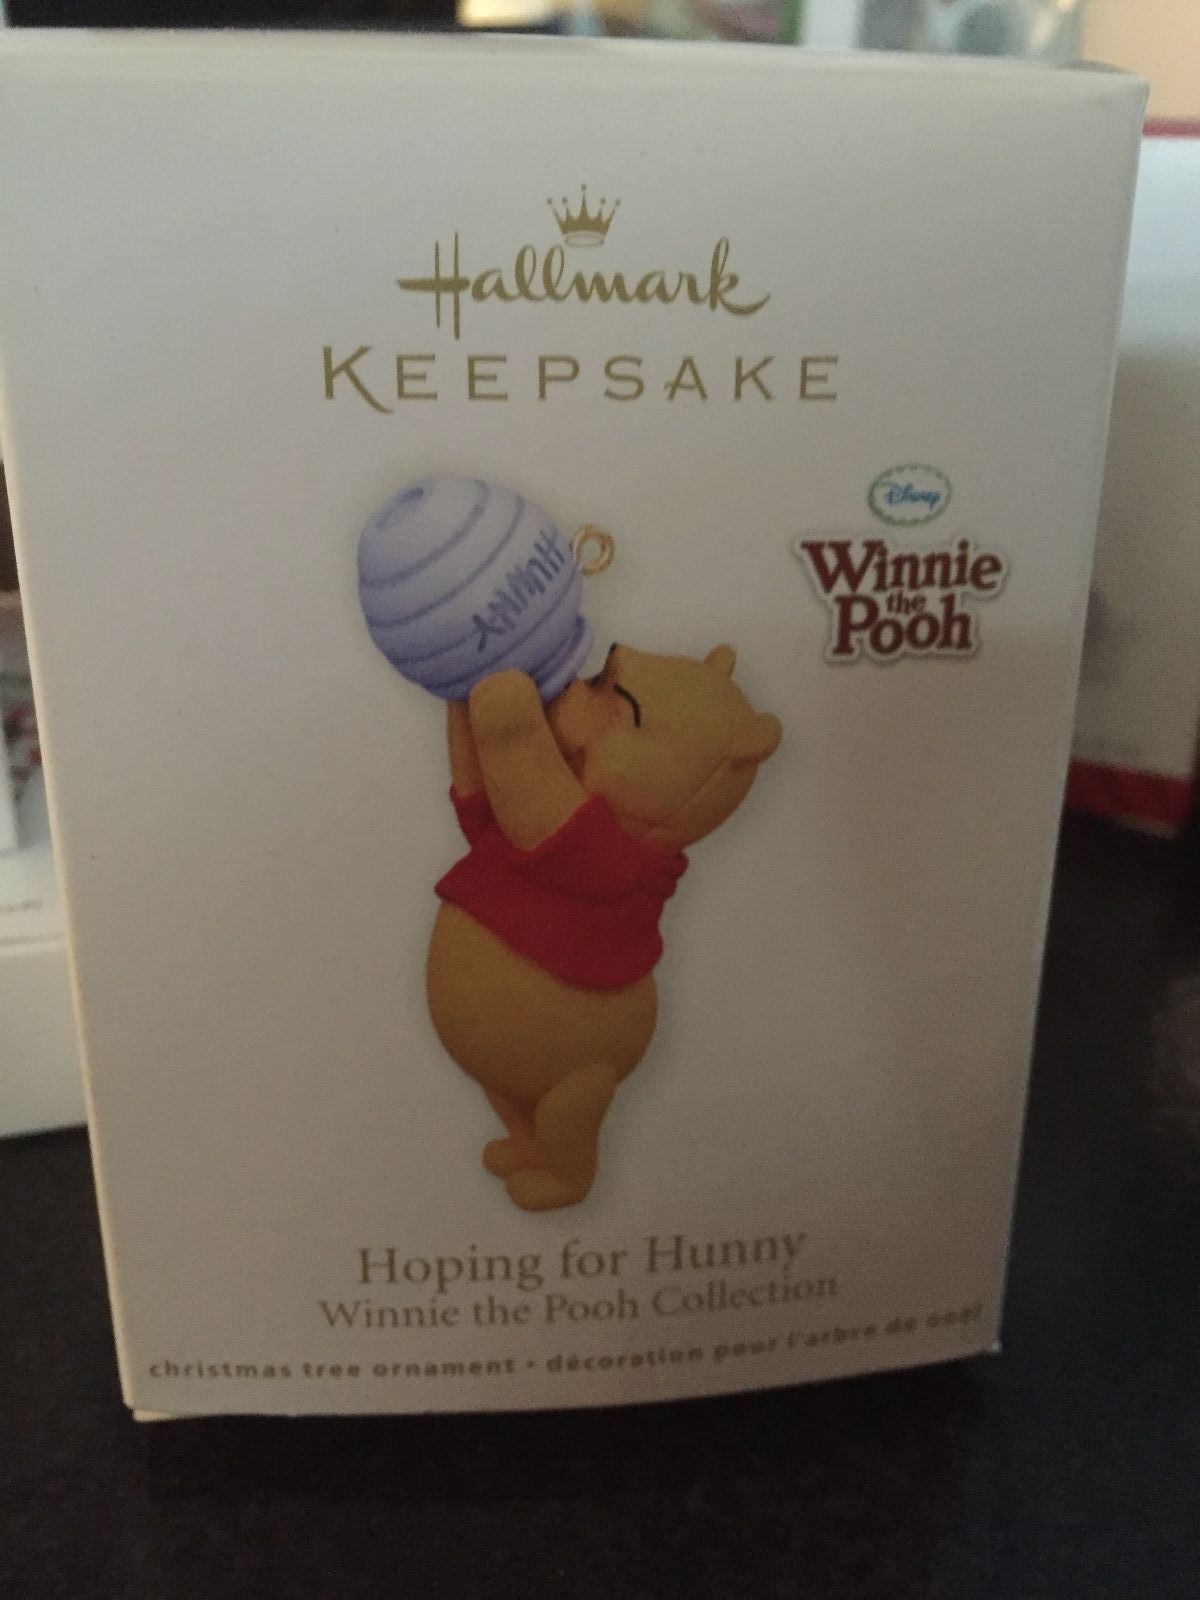 Hallmark
KEEPSAKE
HUNNY
Disney
Winnie
the
Pooh
Hoping for Hunny
Winnie the Pooh Collection
christmas tree ornament • décoration pour l'arbre de noël